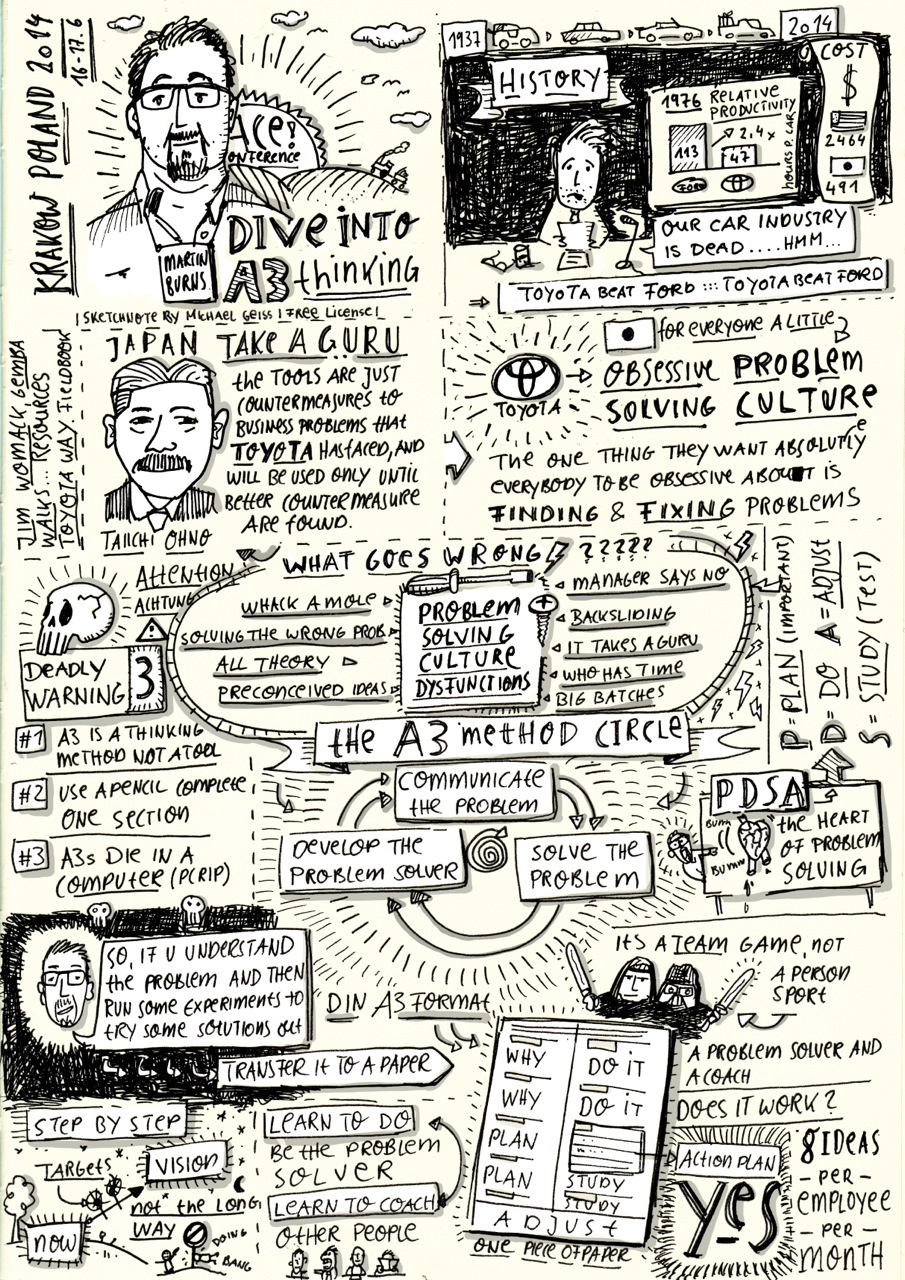 KRAKOW POLAND 2014
16-17.6
ACE!
CONFERENCE
MARTIN
BURNS
DIVE INTO
A3 thinking
| SKETCHNOTE BY MICHAEL GEISS | FREE LICENSE |
1937
2014
HISTORY
1976 RELATIVE
PRODUCTIVITY
113
2.4x
47
FORD
hours p. CAR
COST
$
2464
491
OUR CAR INDUSTRY
IS DEAD .... HMM...
TOYOTA BEAT FORD ::: TOYOTA BEAT FORD
JIM WOMACK, GEMBA
WALKS... RESOURCES
TOYOTA WAY FIELDBOOK
JAPAN TAKE A GURU
TAIICHI OHNO
the TOOLS ARE JUST
COUNTERMEASURES TO
BUSINESS PROBLEMS that
TOYOTA HAS FACED, AND
WILL BE USED ONLY UNTIL
BETTER COUNTERMEASURE
ARE FOUND.
FOR EVERYONE A LITTLE
TOYOTA
OBSESSIVE PROBLEM
SOLVING CULTURE
THE ONE THING THEY WANT ABSOLUTLY
EVERYBODY TO BE OBSESSIVE ABOUT IS
FINDING & FIXING PROBLEMS
ATTENTION
ACHTUNG
DEADLY
WARNING
3
#1 A3 IS A THINKING
METHOD NOT A TOOL
#2 USE A PENCIL COMPLETE
ONE SECTION
#3 A3s DIE IN A
COMPUTER (PCRIP)
WHAT GOES WRONG ?????
WHACK A MOLE
SOLVING THE WRONG PROB.
ALL THEORY
PRECONCEIVED IDEAS
PROBLEM
SOLVING
CULTURE
DYSFUNCTIONS
MANAGER SAYS NO
BACKSLIDING
IT TAKES A GURU
WHO HAS TIME
BIG BATCHES
P=PLAN (IMPORTANT)
D=DO A=ADJUST
S=STUDY (TEST)
the A3 method CIRCLE
COMMUNICATE
the PROBLEM
SOLVE THE
PROBLEM
DEVELOP THE
PROBLEM SOLVER
PDSA
BUMM
BUMM
the HEART
OF PROBLEM
SOLVING
SO, IF U UNDERSTAND
the PROBLEM AND THEN
RUN SOME EXPERIMENTS TO
tRY SOME SOLUTIONS OUt
TRANSFER It tO A PAPER
DIN A3 FORMAT
ITS A TEAM GAME, NOT
A PERSON
SPORT
A PROBLEM SOLVER AND
A COACH
DOES IT WORK?
WHY
WHY
PLAN
PLAN
DO IT
DO IT
STUDY
STUDY
ADJUST
ONE PIECE OF PAPER
ACTION PLAN
YES
8 IDEAS
- PER -
EMPLOYEE
- PER -
MONTH
STEP BY STEP
TARGETS
VISION
NOW
not the LONG
WAY
DOING
BANG
LEARN TO DO
BE the PROBLEM
SOLVER
LEARN TO COACH
OTHER PEOPLE